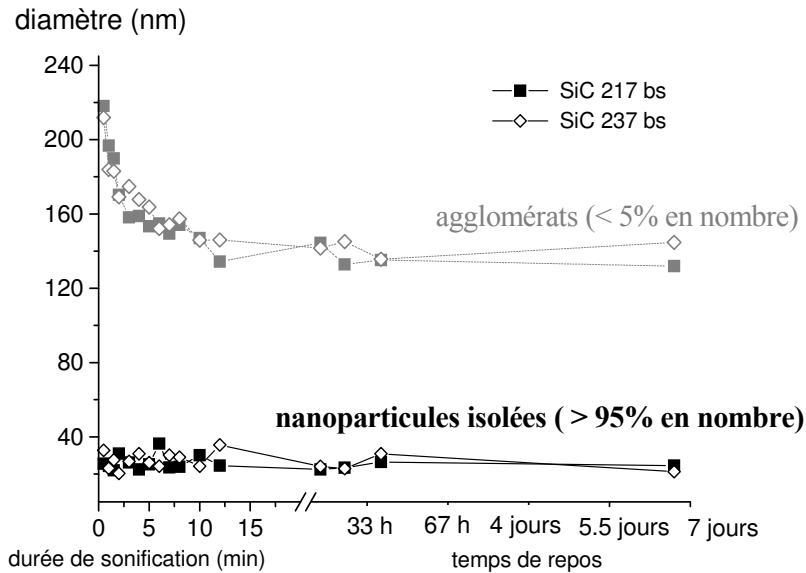 diamètre (nm)
240
200
160
120
80
40
SiC 217 bs
SiC 237 bs
agglomérats (< 5% en nombre)
nanoparticules isolées ( > 95% en nombre)
0 5 10 15 33 h 67 h 4 jours 5.5 jours 7 jours
durée de sonification (min) temps de repos